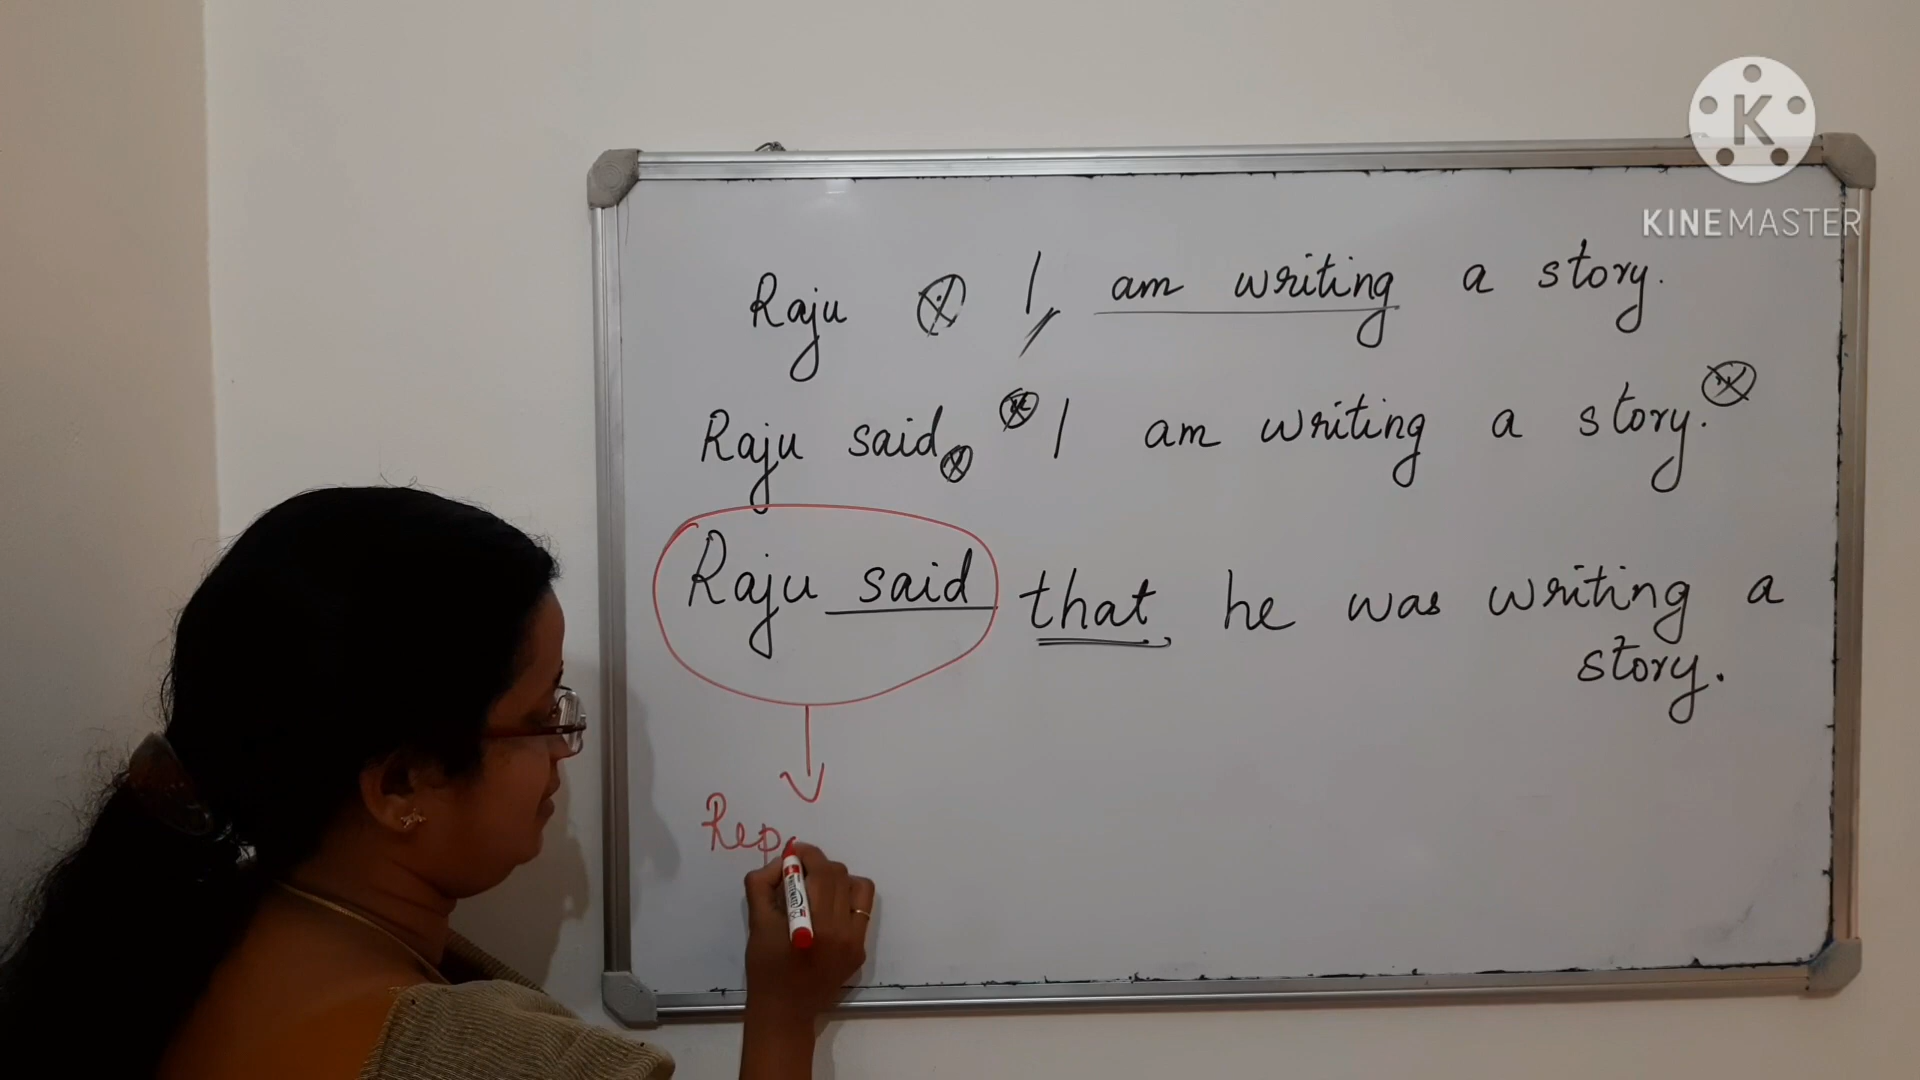 KINEMASTER
Raju : I am writing a story.
Raju said, " I am writing a story."
Raju said that he was writing a
story.
Rep